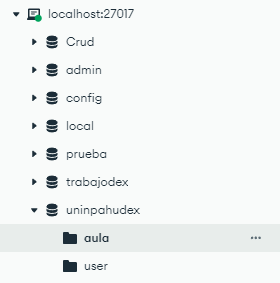 localhost:27017
Crud
admin
config
local
prueba
trabajodex
uninpahudex
aula
user